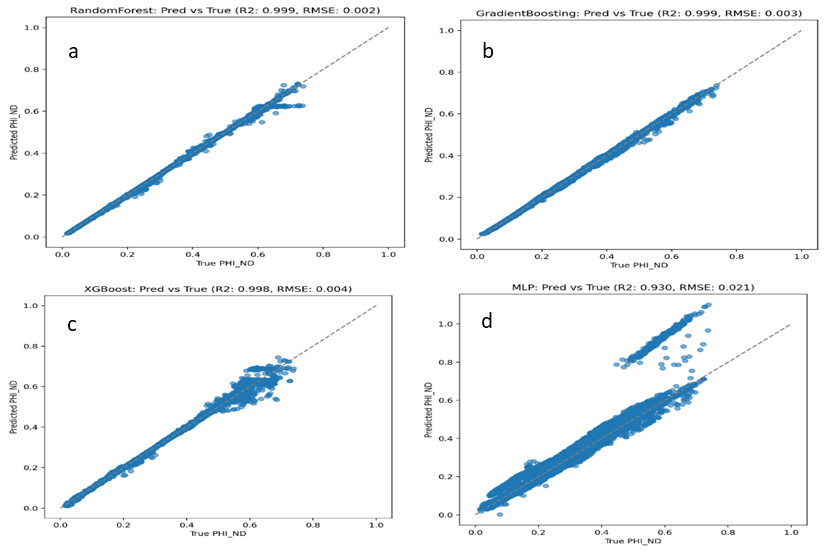 RandomForest: Pred vs True (R2: 0.999, RMSE: 0.002)
a
1.0
0.8
0.6
0.4
0.2
0.0
Predicted PHI_ND
0.0 0.2 0.4 0.6 0.8 1.0
True PHI_ND
GradientBoosting: Pred vs True (R2: 0.999, RMSE: 0.003)
b
1.0
0.8
0.6
0.4
0.2
0.0
Predicted PHI_ND
0.0 0.2 0.4 0.6 0.8 1.0
True PHI_ND
XGBoost: Pred vs True (R2: 0.998, RMSE: 0.004)
c
1.0
0.8
0.6
0.4
0.2
0.0
Predicted PHI_ND
0.0 0.2 0.4 0.6 0.8 1.0
True PHI_ND
MLP: Pred vs True (R2: 0.930, RMSE: 0.021)
d
1.0
0.8
0.6
0.4
0.2
0.0
Predicted PHI_ND
0.0 0.2 0.4 0.6 0.8 1.0
True PHI_ND